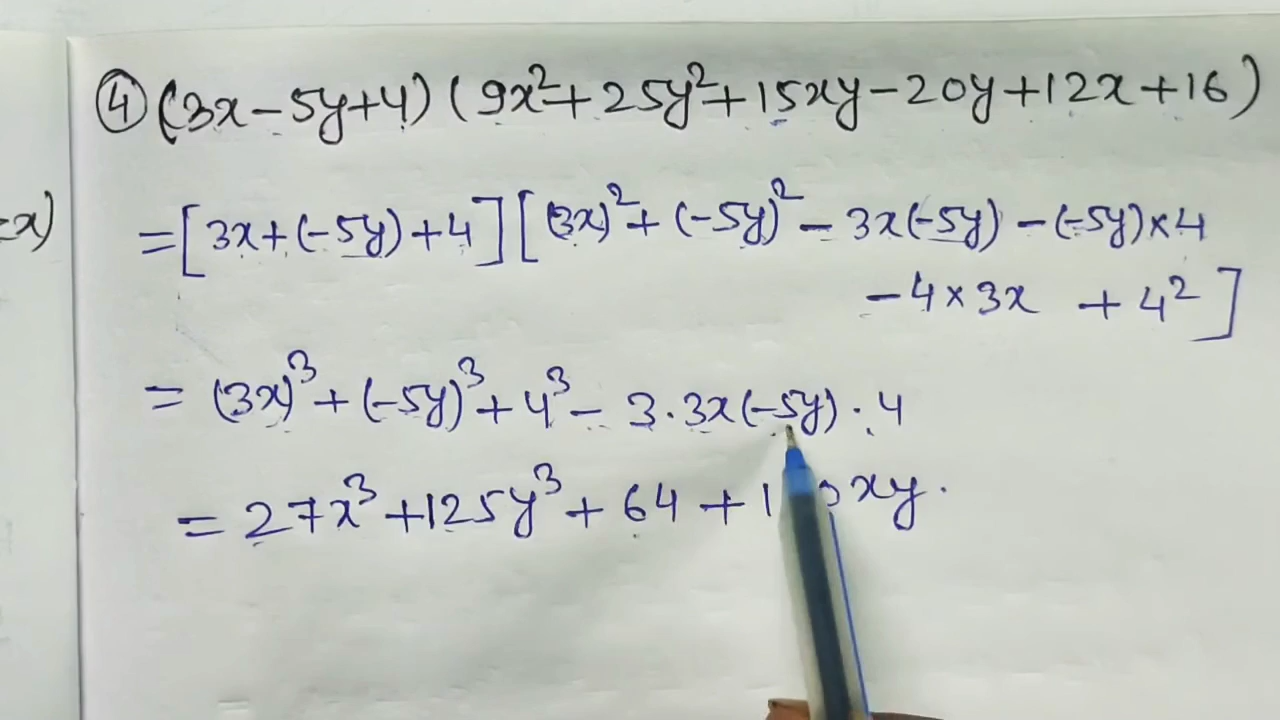 ④ (3x - 5y + 4) (9x² + 25y² + 15xy - 20y + 12x + 16)
= [3x + (-5y) + 4] [(3x)² + (-5y)² - 3x(-5y) - (-5y) × 4
- 4 × 3x + 4²]
= (3x)³ + (-5y)³ + 4³ - 3 · 3x(-5y) · 4
= 27x³ + 125y³ + 64 + xy.
=x)